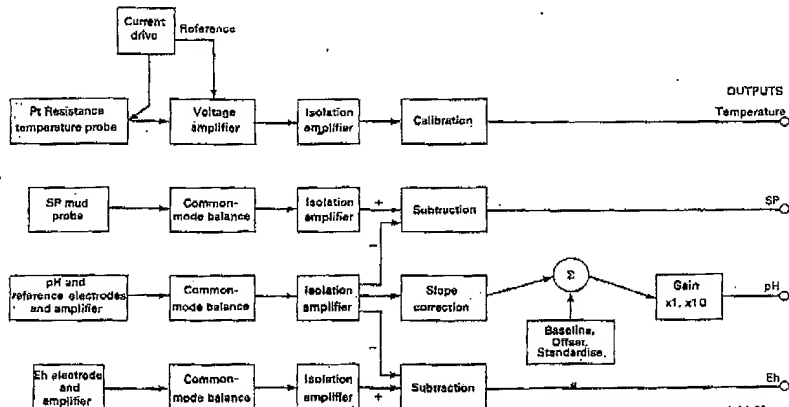 Current
drive
Reference
OUTPUTS
Pt Resistance
temperature probe
Voltage
amplifier
Isolation
amplifier
Calibration
Temperature
SP mud
probe
Common-
mode balance
Isolation
amplifier
+
Subtruction
SP
−
pH and
reference electrodes
and amplifier
Common-
mode balance
Isolation
amplifier
Slope
correction
Σ
Gain
x1, x10
pH
Baseline,
Offset,
Standardise.
−
Eh electrode
and
amplifier
Common-
mode balance
Isolation
amplifier
+
Subtraction
Eh